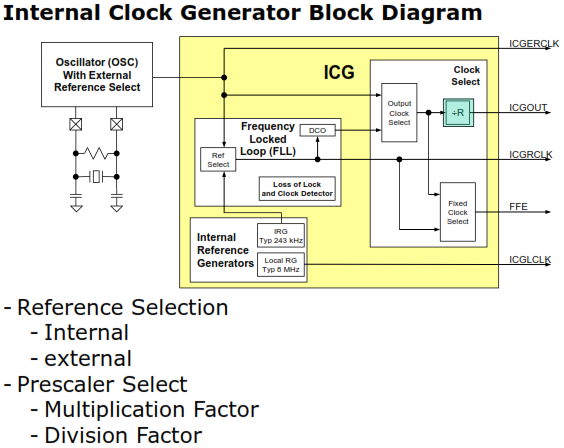 Internal Clock Generator Block Diagram
ICGERCLK
Oscillator (OSC)
With External
Reference Select
ICG
Clock
Select
Output
Clock
Select
÷R
ICGOUT
Frequency
Locked
Loop (FLL)
DCO
Ref
Select
ICGRCLK
Loss of Lock
and Clock Detector
Fixed
Clock
Select
FFE
Internal
Reference
Generators
IRG
Typ 243 kHz
Local RG
Typ 8 MHz
ICGLCLK
- Reference Selection
- Internal
- external
- Prescaler Select
- Multiplication Factor
- Division Factor